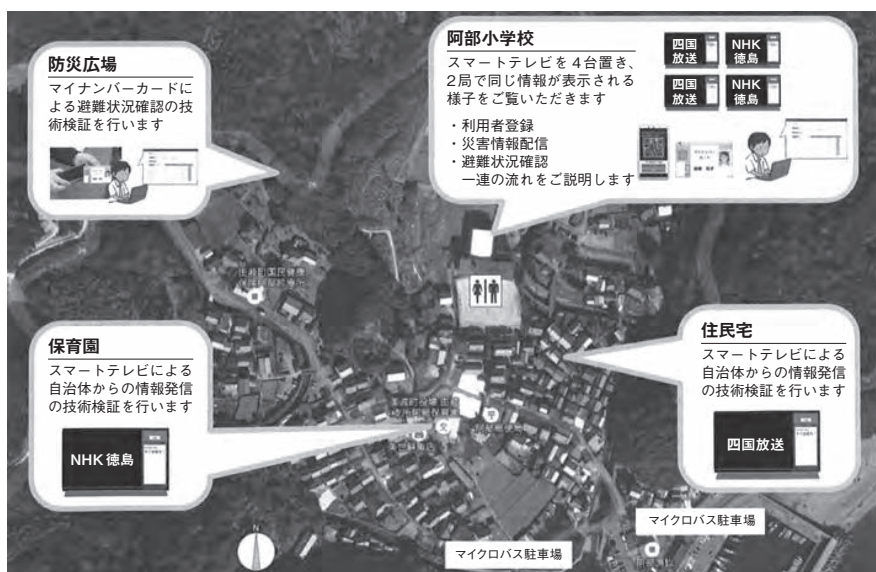 防災広場
マイナンバーカードに
よる避難状況確認の技
術検証を行います
阿部小学校
スマートテレビを4台置き、
2局で同じ情報が表示される
様子をご覧いただきます
・利用者登録
・災害情報配信
・避難状況確認
一連の流れをご説明します
四国
放送
NHK
徳島
四国
放送
NHK
徳島
保育園
スマートテレビによる
自治体からの情報発信
の技術検証を行います
NHK 徳島
住民宅
スマートテレビによる
自治体からの情報発信
の技術検証を行います
四国放送
マイクロバス駐車場
マイクロバス駐車場
N